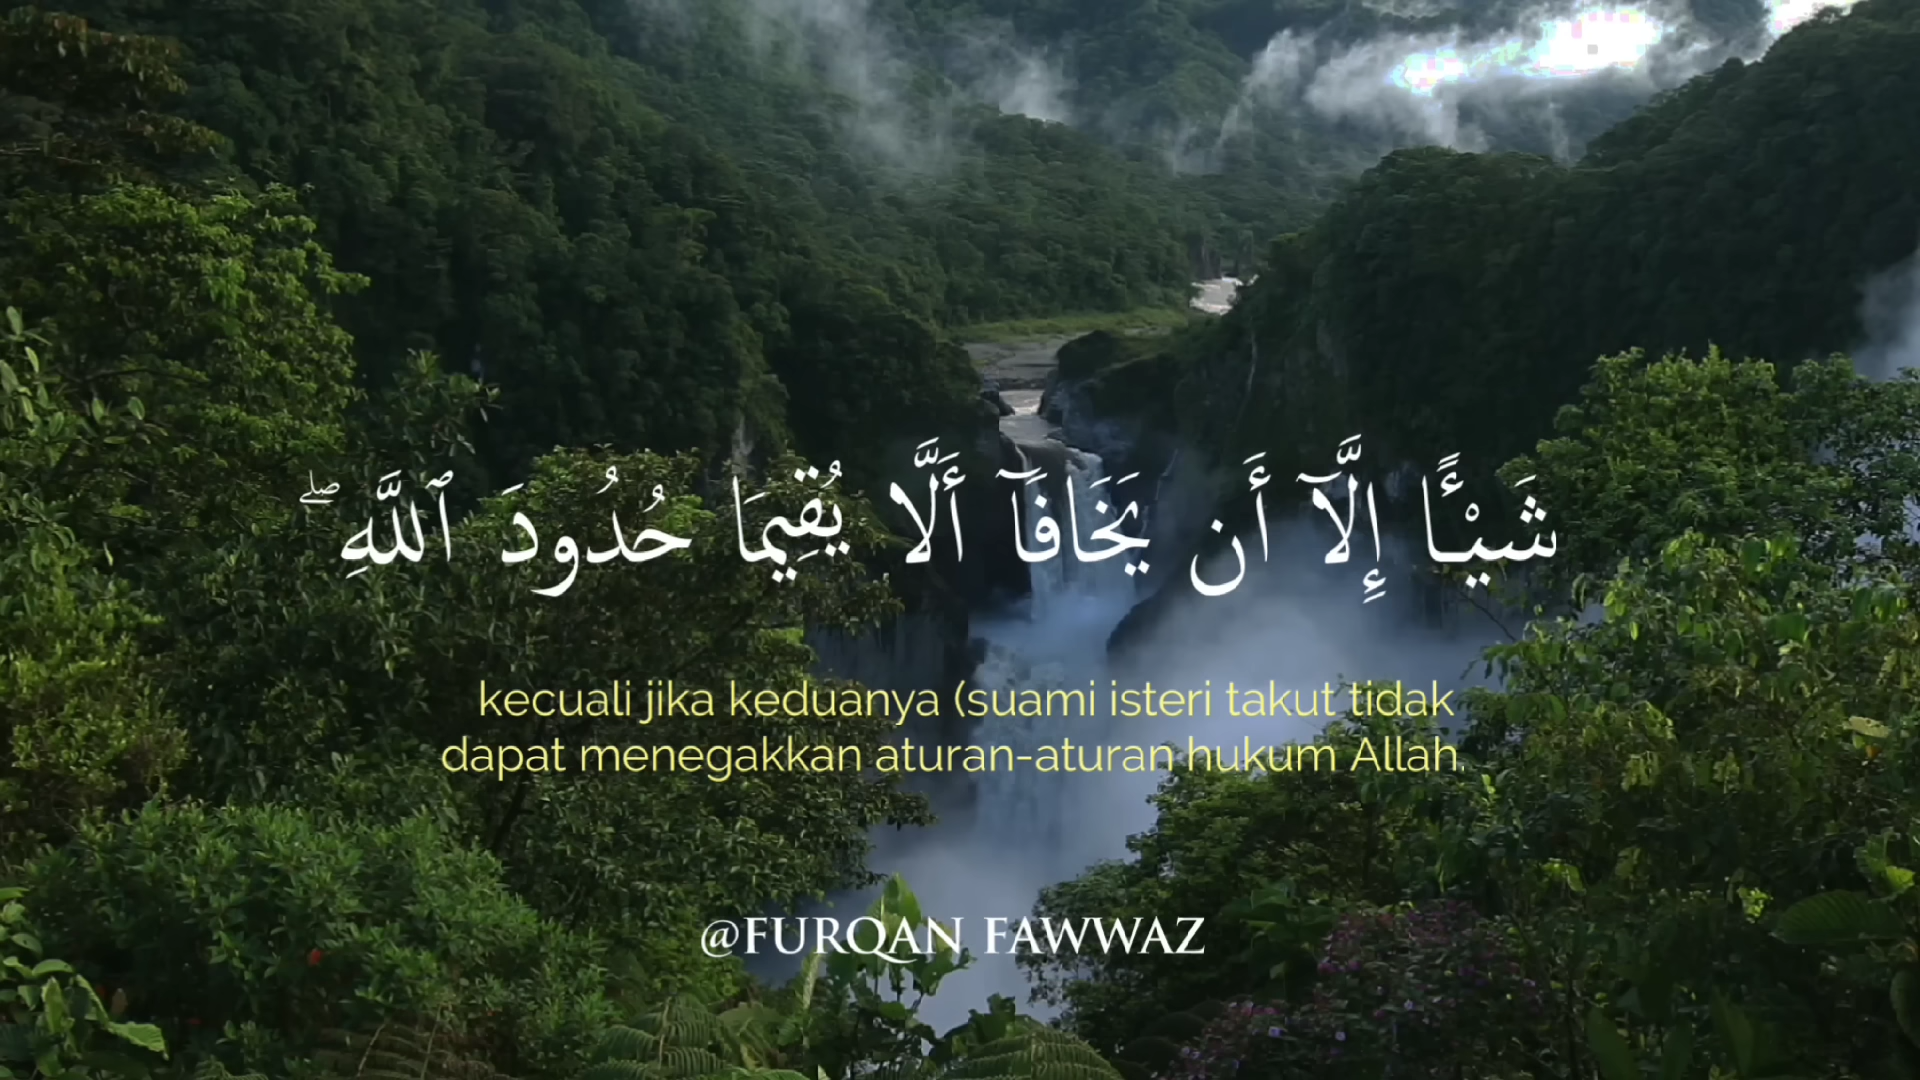 شَيْـًٔا إِلَّآ أَن يَخَافَآ أَلَّا يُقِيمَا حُدُودَ ٱللَّهِ ۖ
kecuali jika keduanya (suami isteri takut tidak
dapat menegakkan aturan-aturan hukum Allah.
@FURQAN FAWWAZ